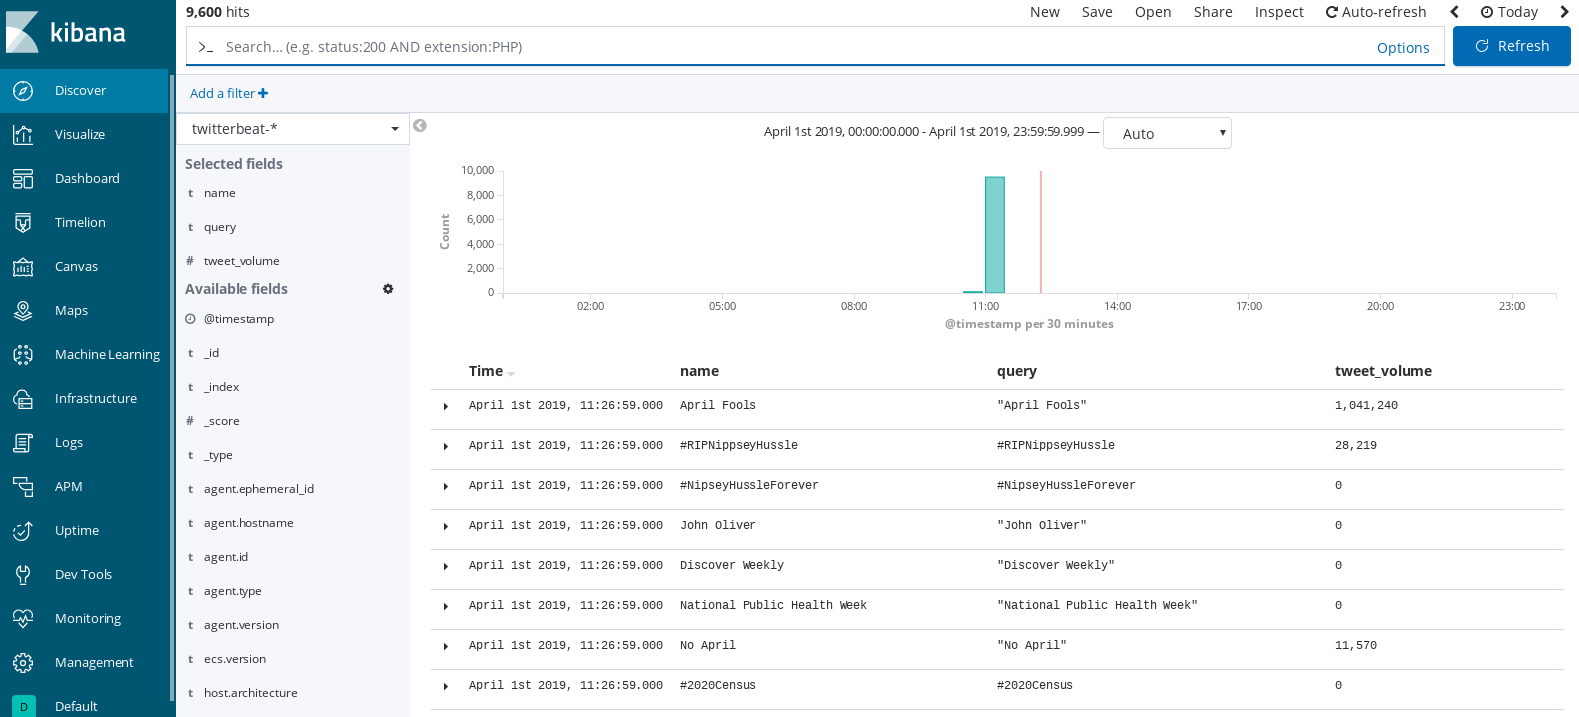 kibana
Discover
Visualize
Dashboard
Timelion
Canvas
Maps
Machine Learning
Infrastructure
Logs
APM
Uptime
Dev Tools
Monitoring
Management
D Default
9,600 hits
New Save Open Share Inspect Auto-refresh Today
>_ Search... (e.g. status:200 AND extension:PHP) Options Refresh
Add a filter +
twitterbeat-*
Selected fields
t name
t query
# tweet_volume
Available fields
@timestamp
t _id
t _index
# _score
t _type
t agent.ephemeral_id
t agent.hostname
t agent.id
t agent.type
t agent.version
t ecs.version
t host.architecture
April 1st 2019, 00:00:00.000 - April 1st 2019, 23:59:59.999 — Auto
Count
10,000
8,000
6,000
4,000
2,000
0
02:00 05:00 08:00 11:00 14:00 17:00 20:00 23:00
@timestamp per 30 minutes
Time name query tweet_volume
April 1st 2019, 11:26:59.000 April Fools "April Fools" 1,041,240
April 1st 2019, 11:26:59.000 #RIPNippseyHussle #RIPNippseyHussle 28,219
April 1st 2019, 11:26:59.000 #NipseyHussleForever #NipseyHussleForever 0
April 1st 2019, 11:26:59.000 John Oliver "John Oliver" 0
April 1st 2019, 11:26:59.000 Discover Weekly "Discover Weekly" 0
April 1st 2019, 11:26:59.000 National Public Health Week "National Public Health Week" 0
April 1st 2019, 11:26:59.000 No April "No April" 11,570
April 1st 2019, 11:26:59.000 #2020Census #2020Census 0